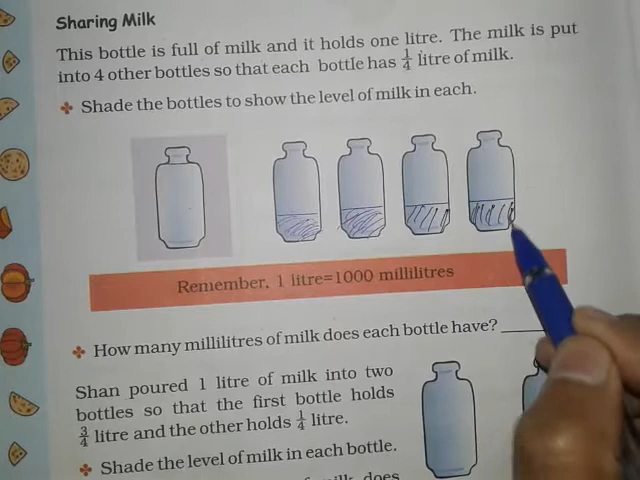 Sharing Milk
This bottle is full of milk and it holds one litre. The milk is put
into 4 other bottles so that each bottle has 1/4 litre of milk.
❖ Shade the bottles to show the level of milk in each.
Remember, 1 litre=1000 millilitres
❖ How many millilitres of milk does each bottle have?
Shan poured 1 litre of milk into two
bottles so that the first bottle holds
3/4 litre and the other holds 1/4 litre.
❖ Shade the level of milk in each bottle.
milk does